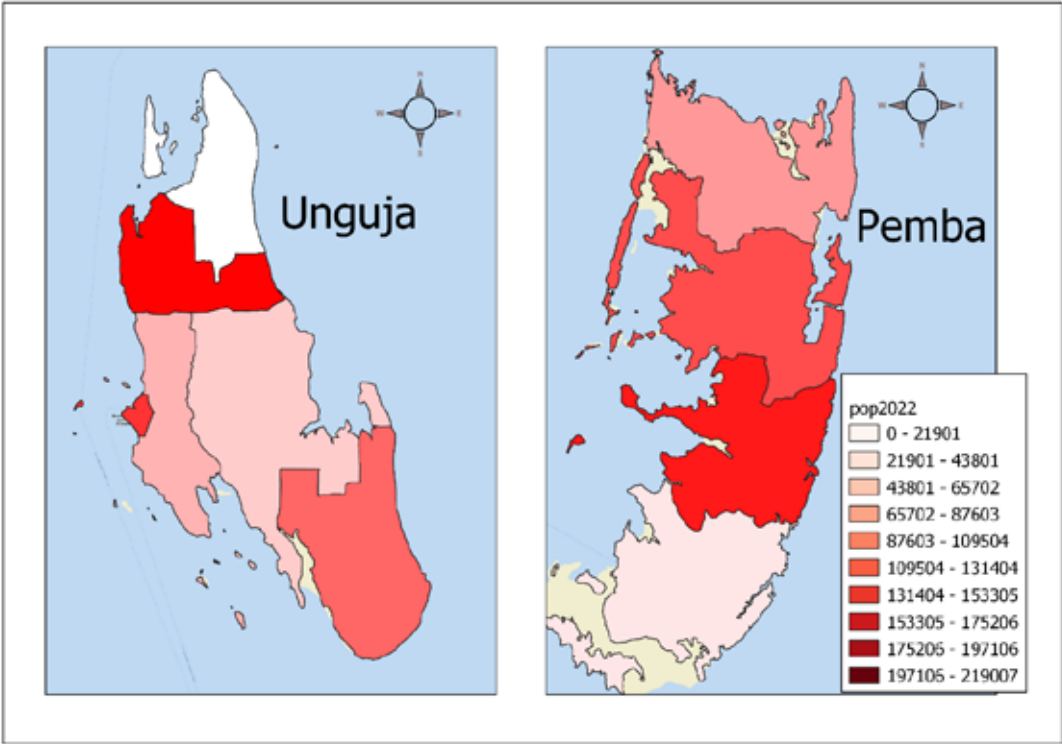 N
W
E
S
Unguja
N
W
E
S
Pemba
pop2022
0 - 21901
21901 - 43801
43801 - 65702
65702 - 87603
87603 - 109504
109504 - 131404
131404 - 153305
153305 - 175206
175206 - 197106
197106 - 219007